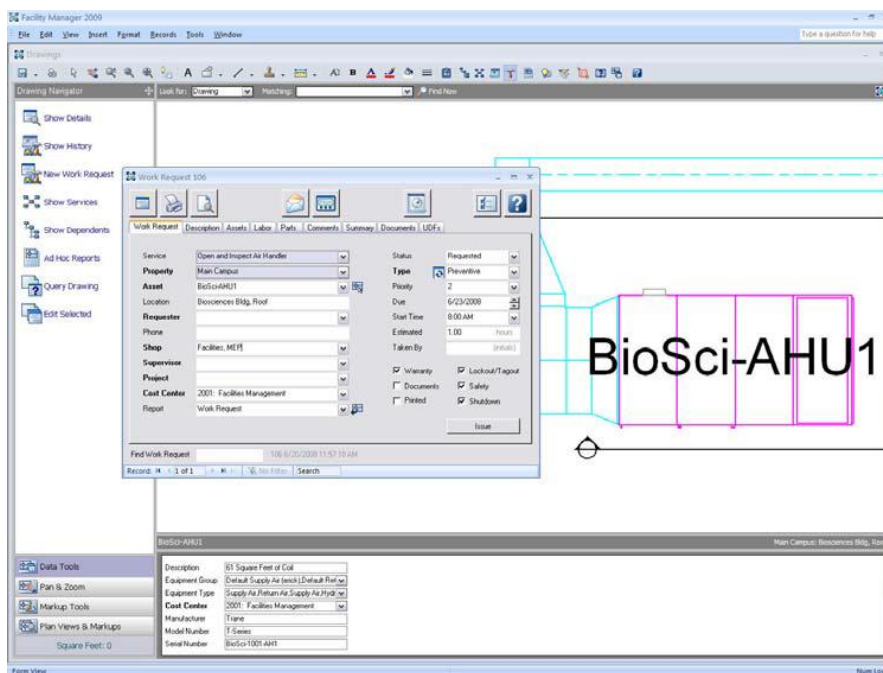 Facility Manager 2009
File Edit View Insert Format Records Tools Window
Type a question for help
Drawings
Drawing Navigator
Look for: Drawing Matching: Find Now
Show Details
Show History
New Work Request
Show Services
Show Dependents
Ad Hoc Reports
Query Drawing
Edit Selected
Work Request 106
Work Request Description Assets Labor Parts Comments Summary Documents UDFs
Service Open and Inspect Air Handler Status Requested
Property Main Campus Type Preventive
Asset BioSci-AHU1 Priority 2
Location Biosciences Bldg, Roof Due 6/23/2008
Requester Start Time 8:00 AM
Phone Estimated 1.00 hours
Shop Facilities, MEP Taken By (initials)
Supervisor Warranty Lockout/Tagout
Project Documents Safety
Cost Center 2001: Facilities Management Printed Shutdown
Report Work Request
Issue
Find Work Request 106 6/20/2008 11:57:10 AM
Record: 1 of 1 No Filter Search
BioSci-AHU1
BioSci-AHU1 Main Campus: Biosciences Bldg, Roo
Data Tools
Pan & Zoom
Markup Tools
Plan Views & Markups
Square Feet: 0
Description 61 Square Feet of Coil
Equipment Group Default Supply Air (erick),Default Ret
Equipment Type Supply Air,Return Air,Supply Air,Hydr
Cost Center 2001: Facilities Management
Manufacturer Trane
Model Number T-Series
Serial Number BioSci-1001-AH1
Form View Num Loc